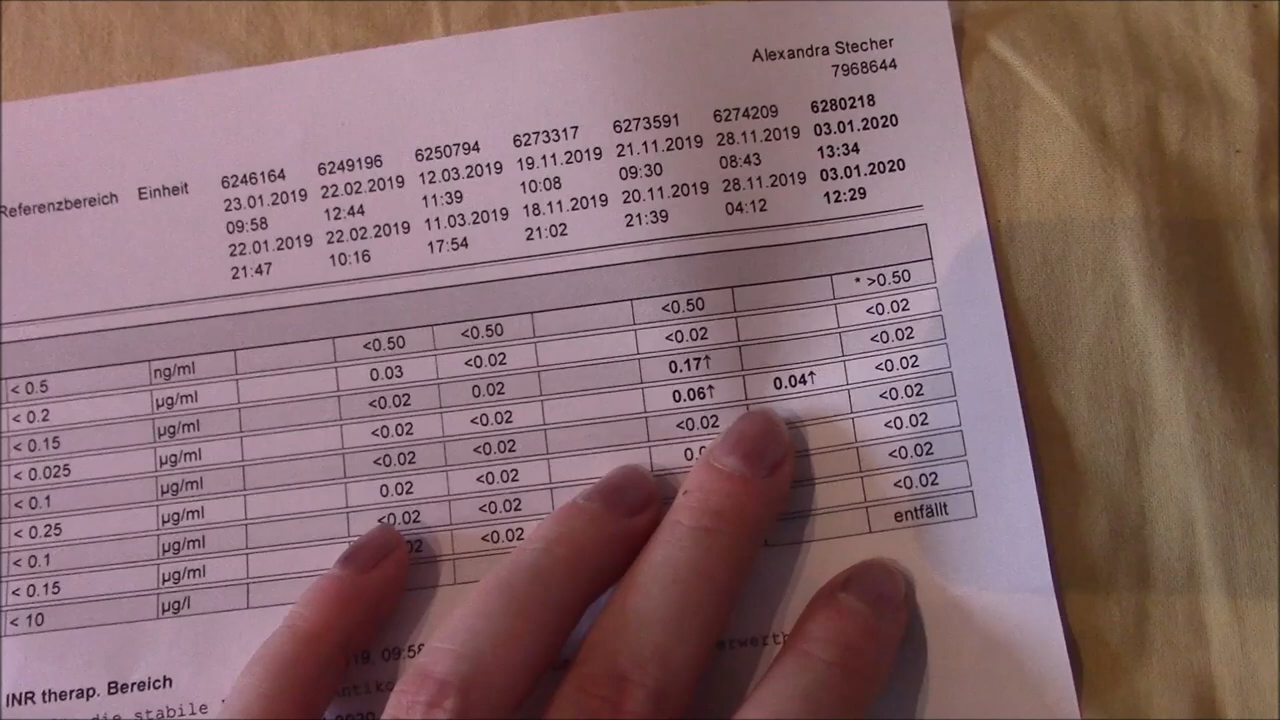 Alexandra Stecher
7968644
6246164 6249196 6250794 6273317 6273591 6274209 6280218
Referenzbereich Einheit 23.01.2019 22.02.2019 12.03.2019 19.11.2019 21.11.2019 28.11.2019 03.01.2020
09:58 12:44 11:39 10:08 09:30 08:43 13:34
22.01.2019 22.02.2019 11.03.2019 18.11.2019 20.11.2019 28.11.2019 03.01.2020
21:47 10:16 17:54 21:02 21:39 04:12 12:29
< 0.5 ng/ml <0.50 <0.50 <0.50 * >0.50
< 0.2 µg/ml 0.03 <0.02 <0.02 <0.02
< 0.15 µg/ml <0.02 0.02 0.17↑ <0.02
< 0.025 µg/ml <0.02 <0.02 0.06↑ 0.04↑ <0.02
< 0.1 µg/ml <0.02 <0.02 <0.02 <0.02
< 0.25 µg/ml 0.02 <0.02 <0.02
< 0.1 µg/ml <0.02 <0.02 <0.02
< 0.15 µg/ml <0.02 <0.02
< 10 µg/l entfällt
09:58
INR therap. Bereich
die stabile